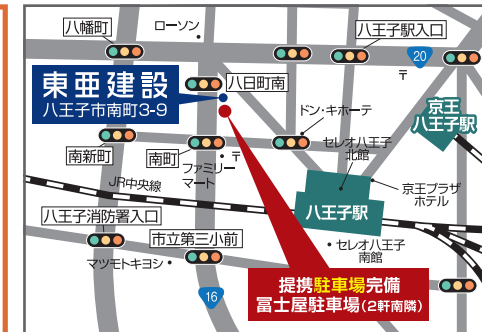 八幡町
ローソン
八王子駅入口
20
〒
東亜建設
八王子市南町3-9
八日町南
京王
八王子駅
ドン・キホーテ
セレオ八王子
北館
南新町
南町
ファミリー
マート
〒
JR中央線
京王プラザ
ホテル
八王子駅
八王子消防署入口
市立第三小前
セレオ八王子
南館
マツモトキヨシ
16
提携駐車場完備
冨士屋駐車場(2軒南隣)